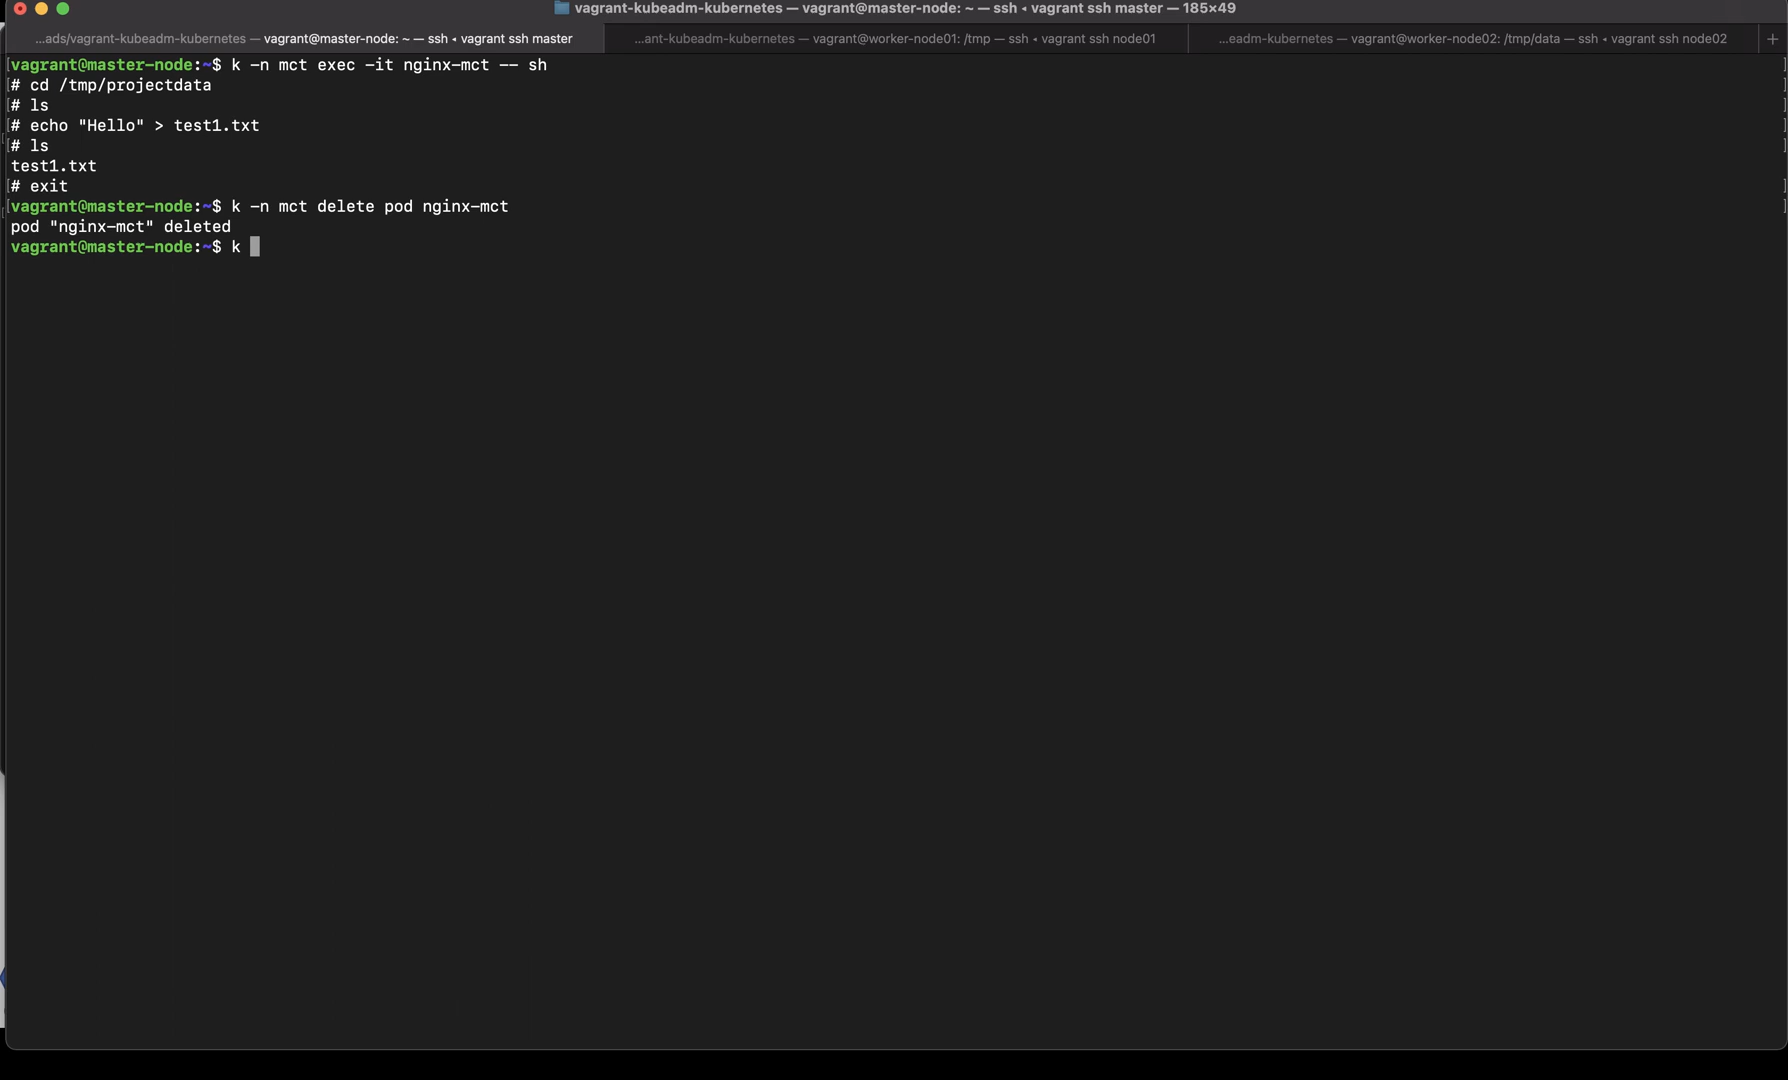 vagrant-kubeadm-kubernetes — vagrant@master-node: ~ — ssh ◂ vagrant ssh master — 185×49
...ads/vagrant-kubeadm-kubernetes — vagrant@master-node: ~ — ssh ◂ vagrant ssh master
...ant-kubeadm-kubernetes — vagrant@worker-node01: /tmp — ssh ◂ vagrant ssh node01
...eadm-kubernetes — vagrant@worker-node02: /tmp/data — ssh ◂ vagrant ssh node02
+
vagrant@master-node:~$ k -n mct exec -it nginx-mct -- sh
# cd /tmp/projectdata
# ls
# echo "Hello" > test1.txt
# ls
test1.txt
# exit
vagrant@master-node:~$ k -n mct delete pod nginx-mct
pod "nginx-mct" deleted
vagrant@master-node:~$ k